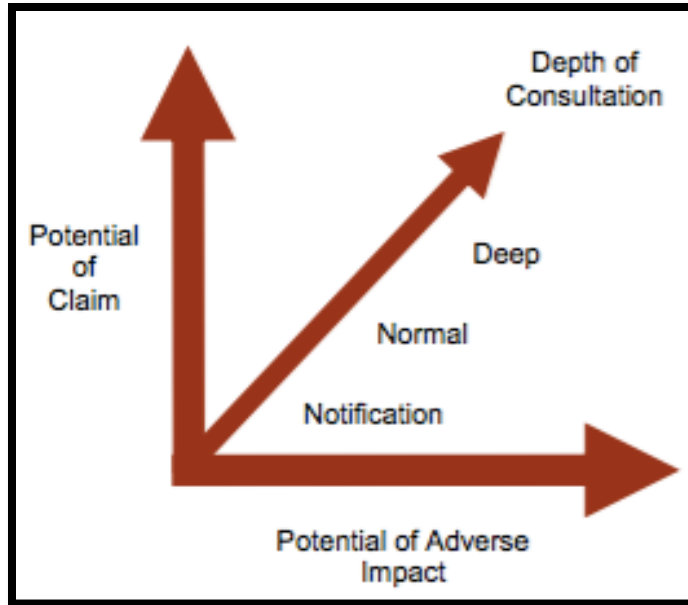 Depth of
Consultation
Potential
of
Claim
Deep
Normal
Notification
Potential of Adverse
Impact